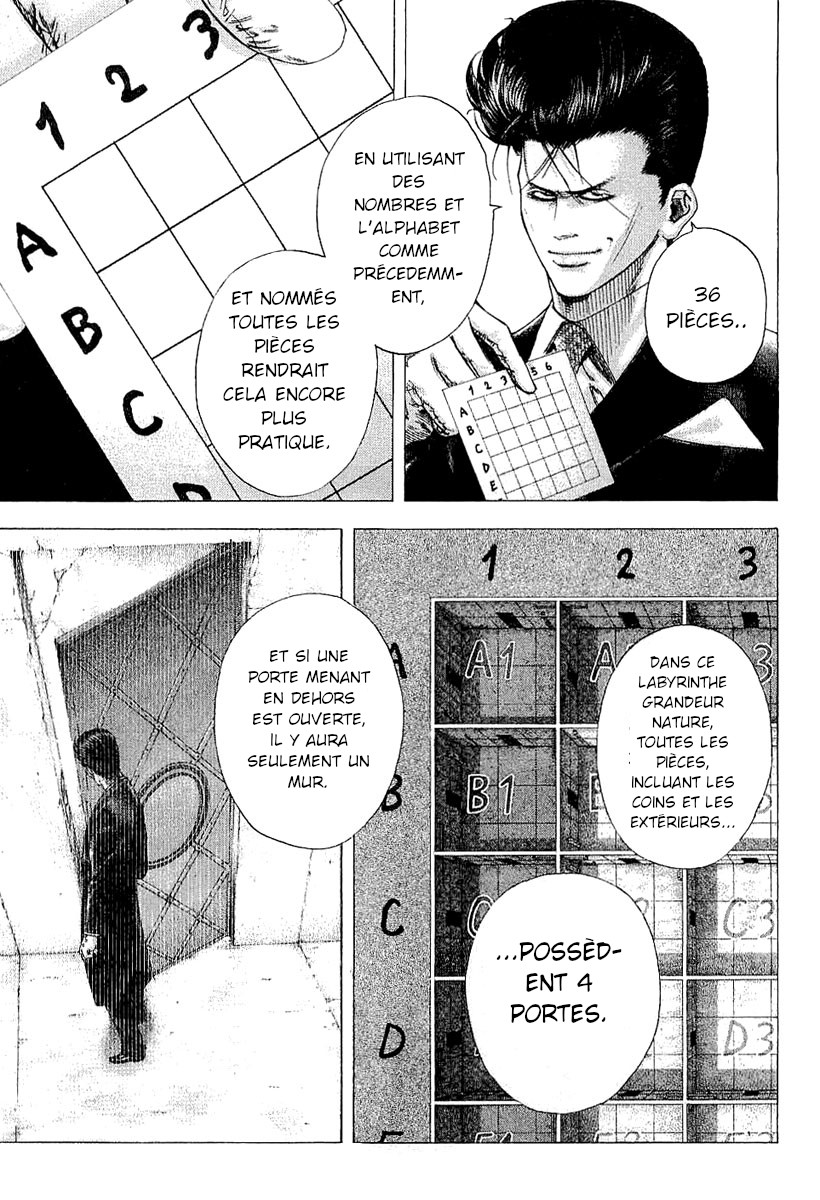 36
PIÈCES..
1 2 3 5 6
A
B
C
D
E
EN UTILISANT
DES
NOMBRES ET
L'ALPHABET
COMME
PRÉCEDEMM-
ENT,
ET NOMMÉS
TOUTES LES
PIÈCES
RENDRAIT
CELA ENCORE
PLUS
PRATIQUE.
1 2 3
A
B
C
D
1 2 3
A
B
C
D
A1
B1
C3
D3
DANS CE
LABYRINTHE
GRANDEUR
NATURE,
TOUTES LES
PIÈCES,
INCLUANT LES
COINS ET LES
EXTÉRIEURS...
...POSSÈD-
ENT 4
PORTES.
ET SI UNE
PORTE MENANT
EN DEHORS
EST OUVERTE,
IL Y AURA
SEULEMENT UN
MUR.